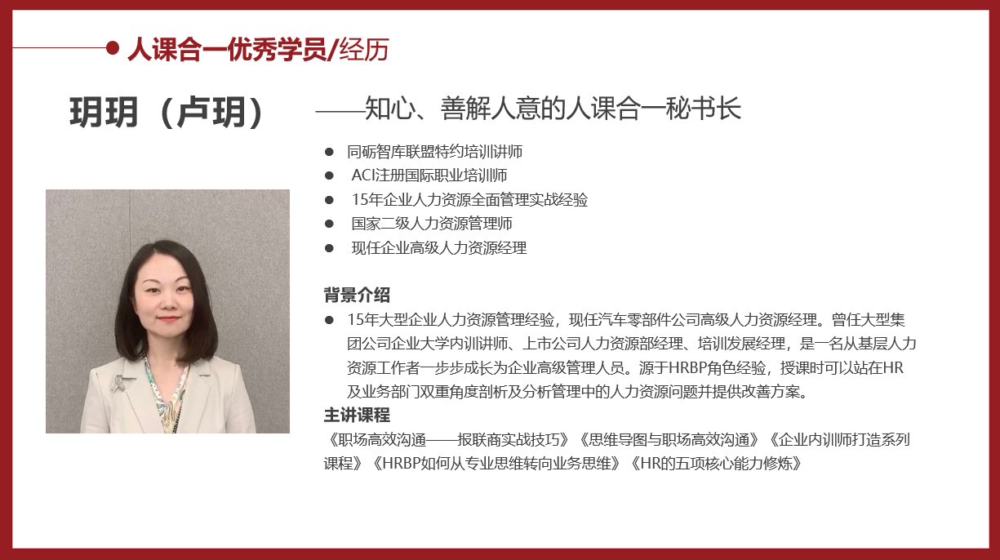 人课合一优秀学员/经历
玥玥（卢玥）
——知心、善解人意的人课合一秘书长
● 同砺智库联盟特约培训讲师
● ACI注册国际职业培训师
● 15年企业人力资源全面管理实战经验
● 国家二级人力资源管理师
● 现任企业高级人力资源经理
背景介绍
● 15年大型企业人力资源管理经验，现任汽车零部件公司高级人力资源经理。曾任大型集
团公司企业大学内训讲师、上市公司人力资源部经理、培训发展经理，是一名从基层人力
资源工作者一步步成长为企业高级管理人员。源于HRBP角色经验，授课时可以站在HR
及业务部门双重角度剖析及分析管理中的人力资源问题并提供改善方案。
主讲课程
《职场高效沟通——报联商实战技巧》《思维导图与职场高效沟通》《企业内训师打造系列
课程》《HRBP如何从专业思维转向业务思维》《HR的五项核心能力修炼》